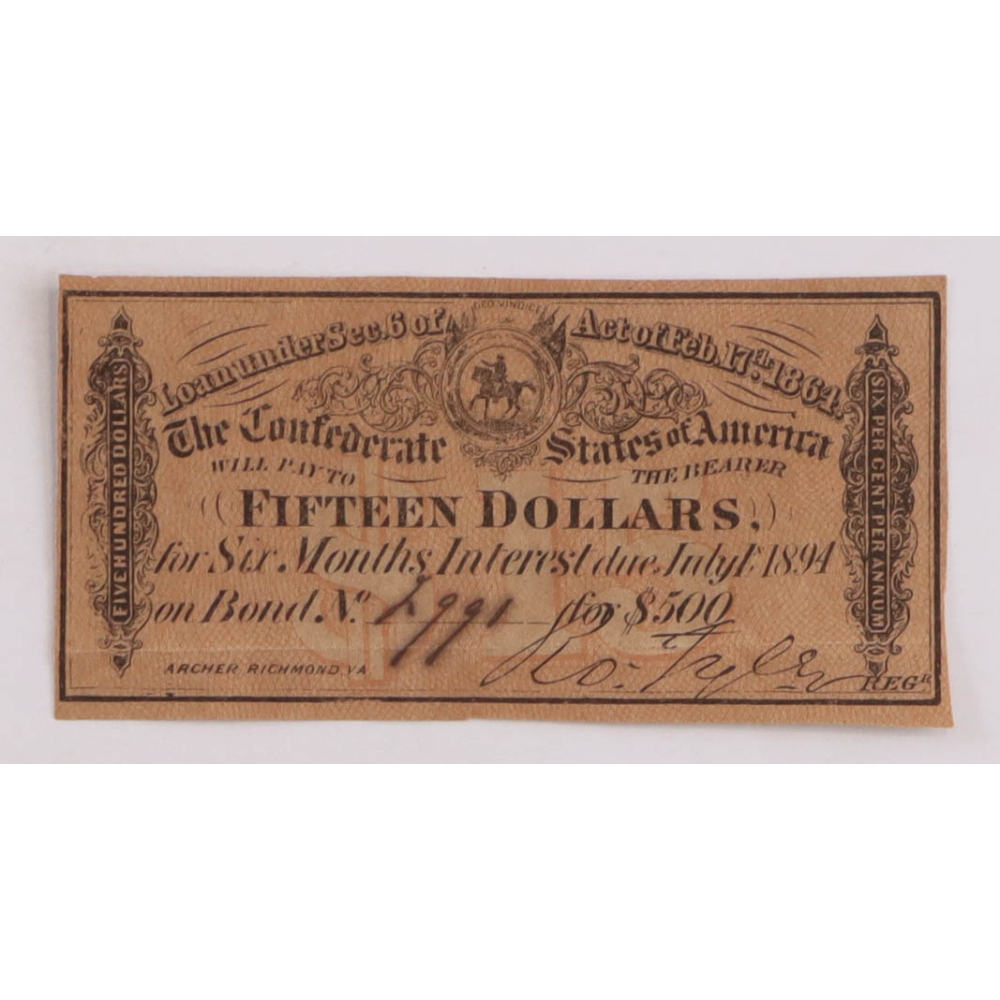 DEO VINDICE
Loan under Sec. 6 of Act of Feb. 17th. 1864.
The Confederate States of America
WILL PAY TO THE BEARER
FIFTEEN DOLLARS,
for Six Months Interest due July 1st 1894
on Bond. No. 2991 for $500
Ro. Tyler REGR
ARCHER RICHMOND, VA
FIVE HUNDRED DOLLARS
SIX PER CENT PER ANNUM
$15